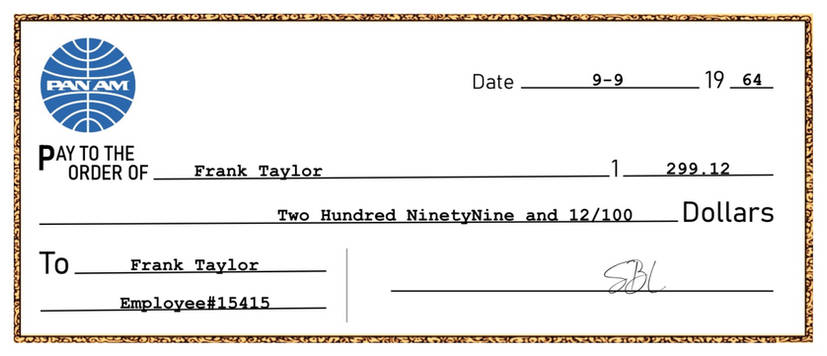 PAN AM
Date 9-9 19 64
PAY TO THE
ORDER OF Frank Taylor 1 299.12
Two Hundred NinetyNine and 12/100 Dollars
To Frank Taylor
SBL
Employee#15415